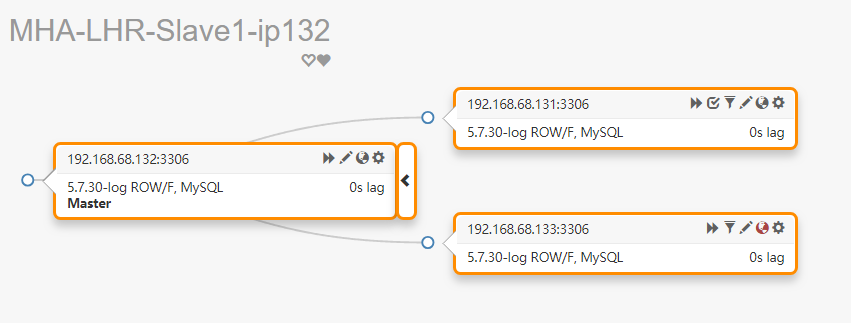 MHA-LHR-Slave1-ip132
192.168.68.131:3306
5.7.30-log ROW/F, MySQL 0s lag
192.168.68.132:3306
5.7.30-log ROW/F, MySQL 0s lag
Master
192.168.68.133:3306
5.7.30-log ROW/F, MySQL 0s lag